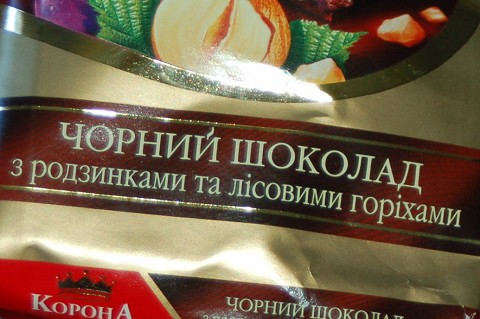 ЧОРНИЙ ШОКОЛАД
з родзинками та лісовими горіхами
КОРОНА
ЧОРНИЙ ШОКОЛАД